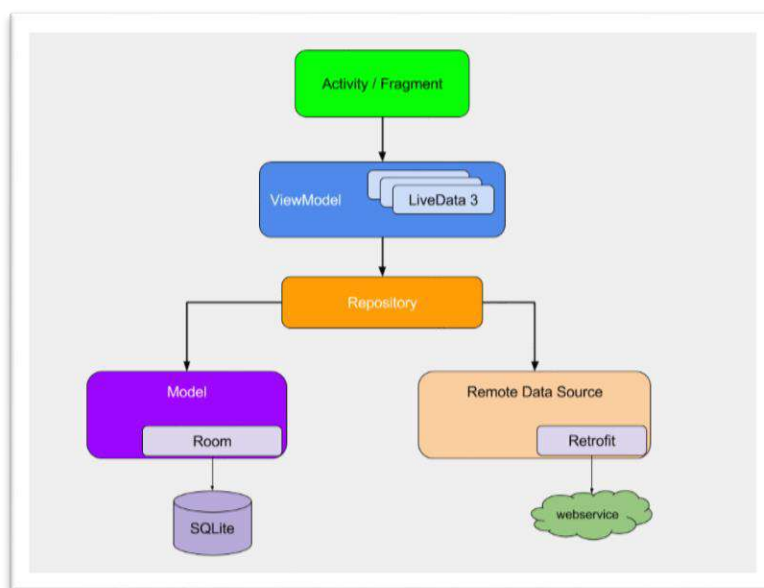 Activity / Fragment
ViewModel
LiveData 3
Repository
Model
Remote Data Source
Room
Retrofit
SQLite
webservice